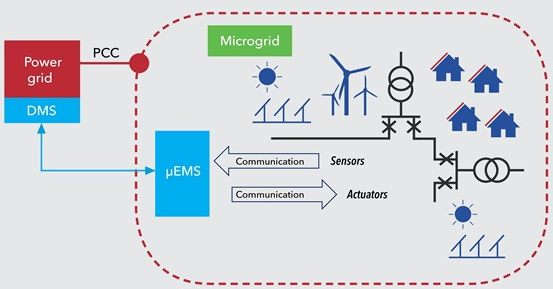 Power
grid
PCC
DMS
Microgrid
µEMS
Communication
Sensors
Communication
Actuators